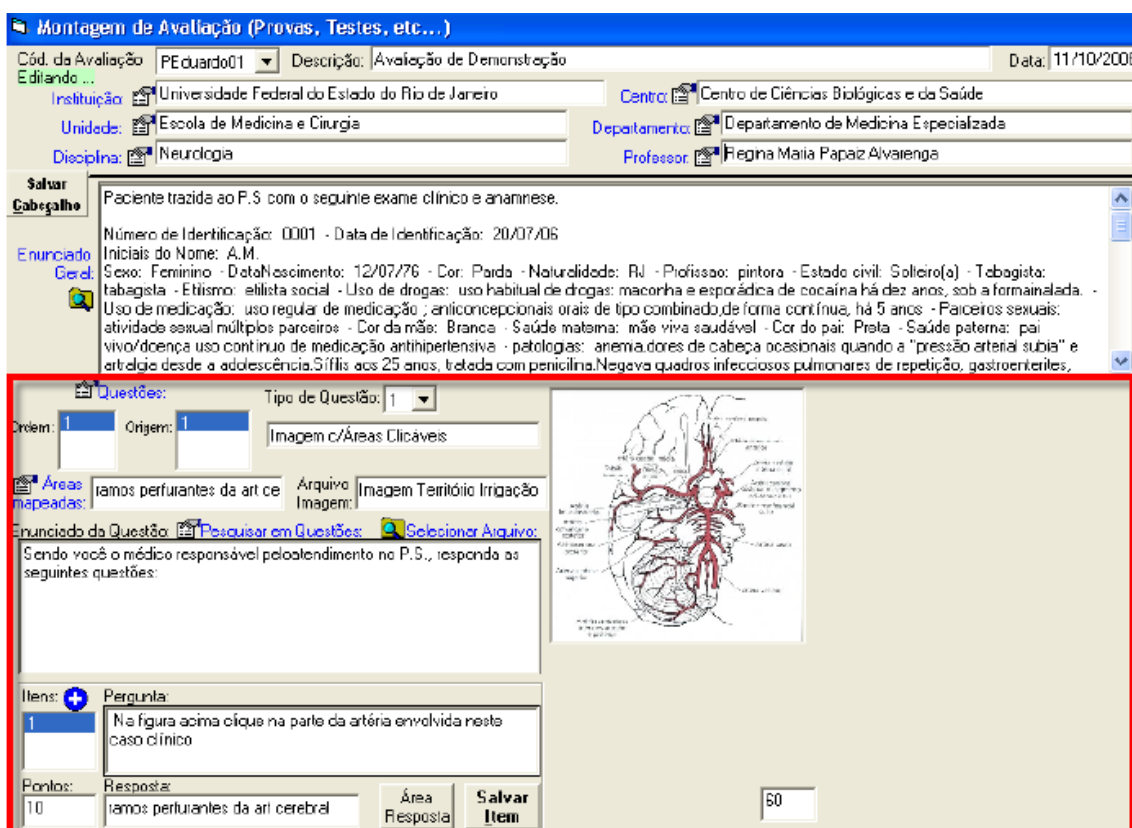 Montagem de Avaliação (Provas, Testes, etc...)
Cód. da Avaliação PEduardo01 Descrição: Avaliação de Demonstração Data: 11/10/2006
Editando ...
Instituição: Universidade Federal do Estado do Rio de Janeiro Centro: Centro de Ciências Biológicas e da Saúde
Unidade: Escola de Medicina e Cirurgia Departamento: Departamento de Medicina Especializada
Disciplina: Neurologia Professor: Regina Maria Papaiz Alvarenga
Salvar
Cabeçalho
Enunciado
Geral:
Paciente trazida ao P.S com o seguinte exame clínico e anamnese.
Número de Identificação: 0001 - Data de Identificação: 20/07/06
Iniciais do Nome: A.M.
Sexo: Feminino - DataNascimento: 12/07/76 - Cor: Parda - Naturalidade: RJ - Profissao: pintora - Estado civil: Solteiro(a) - Tabagista:
tabagista - Etilismo: etilista social - Uso de drogas: uso habitual de drogas: maconha e esporádica de cocaína há dez anos, sob a formainalada. -
Uso de medicação: uso regular de medicação ; anticoncepcionais orais de tipo combinado,de forma contínua, há 5 anos - Parceiros sexuais:
atividade sexual múltiplos parceiros - Cor da mãe: Branca - Saúde materna: mãe viva saudável - Cor do pai: Preta - Saúde paterna: pai
vivo/doença uso contínuo de medicação antihipertensiva - patologias: anemia.dores de cabeça ocasionais quando a "pressão arterial subia" e
artralgia desde a adolescência.Sífilis aos 25 anos, tratada com penicilina.Negava quadros infecciosos pulmonares de repetição, gastroenterites,
Questões: Tipo de Questão: 1
Ordem: 1 Origem: 1
Imagem c/Áreas Clicáveis
Áreas mapeadas: ramos perfurantes da art ce Arquivo Imagem: Imagem Território Irrigação
Enunciado da Questão: Pesquisar em Questões: Selecionar Arquivo:
Sendo você o médico responsável peloatendimento no P.S., responda as
seguintes questões:
Itens: Pergunta:
1
Na figura acima clique na parte da artéria envolvida neste
caso clínico
Pontos: Resposta:
10 ramos perfurantes da art cerebral
Área
Resposta
Salvar
Item
60